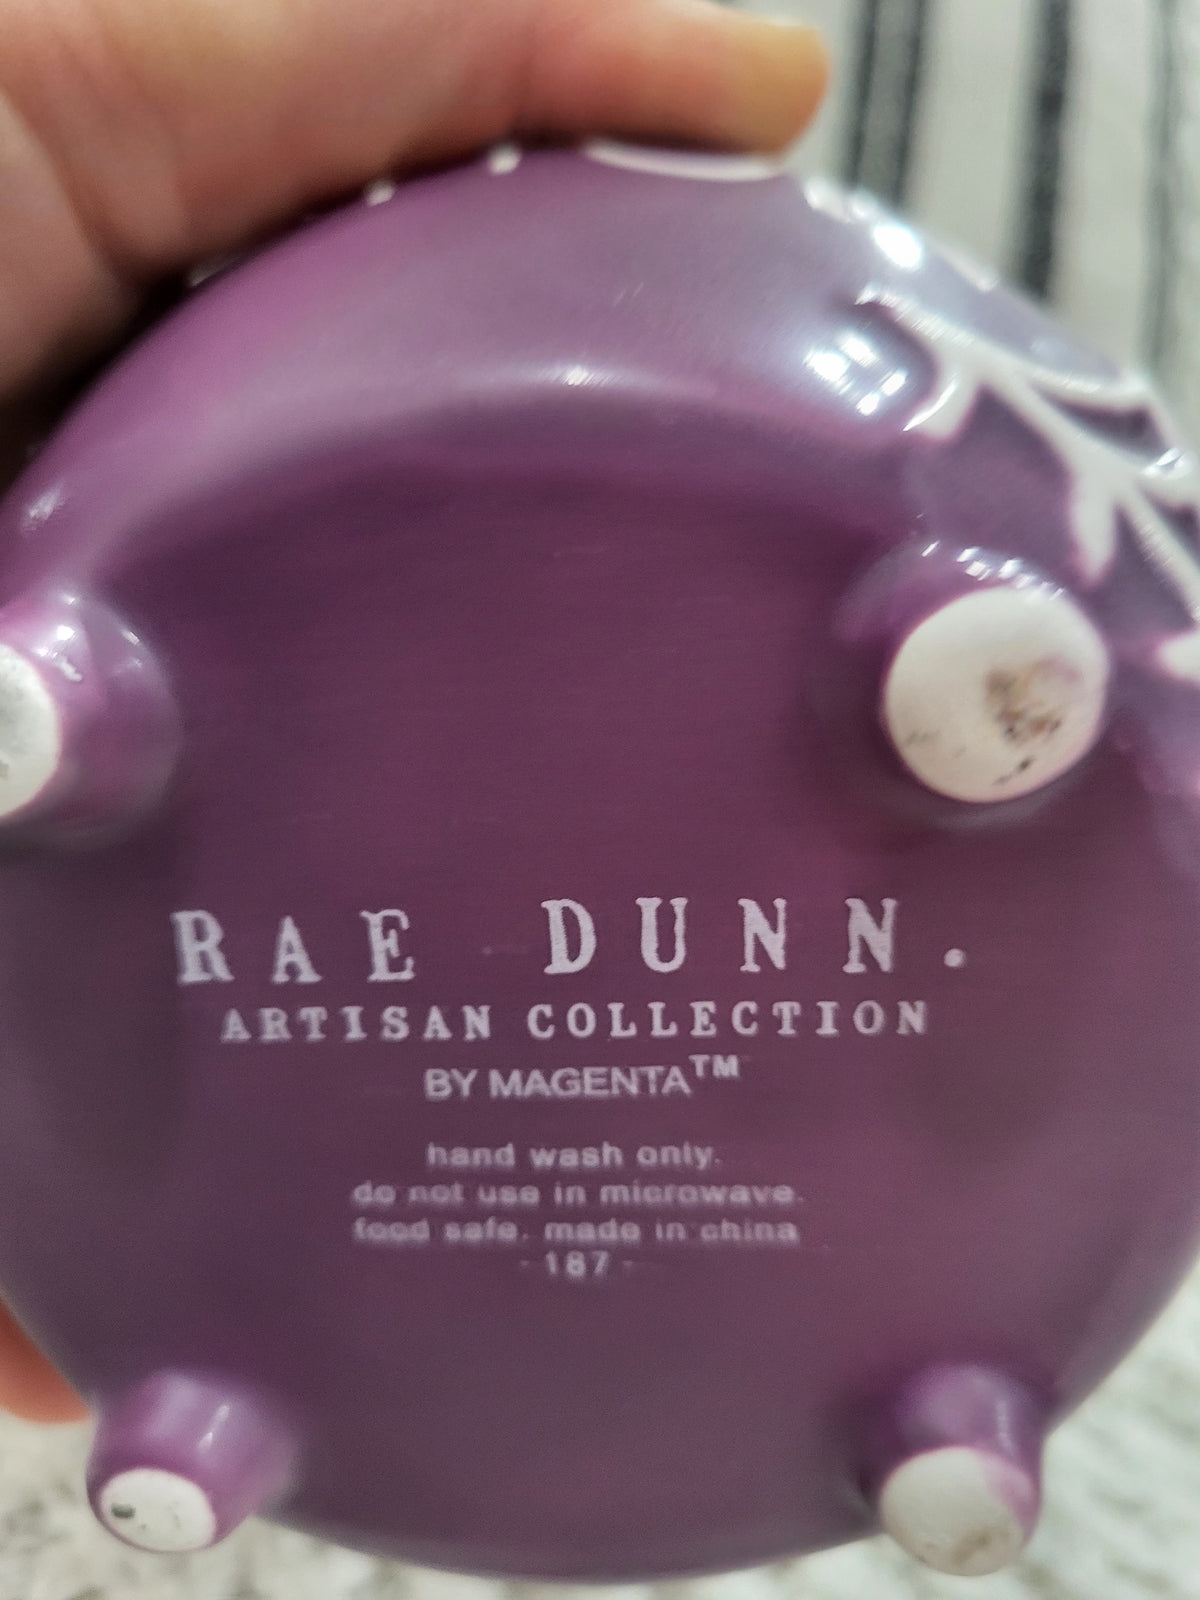 RAE DUNN.
ARTISAN COLLECTION
BY MAGENTA™
hand wash only.
do not use in microwave.
food safe. made in china
- 187 -